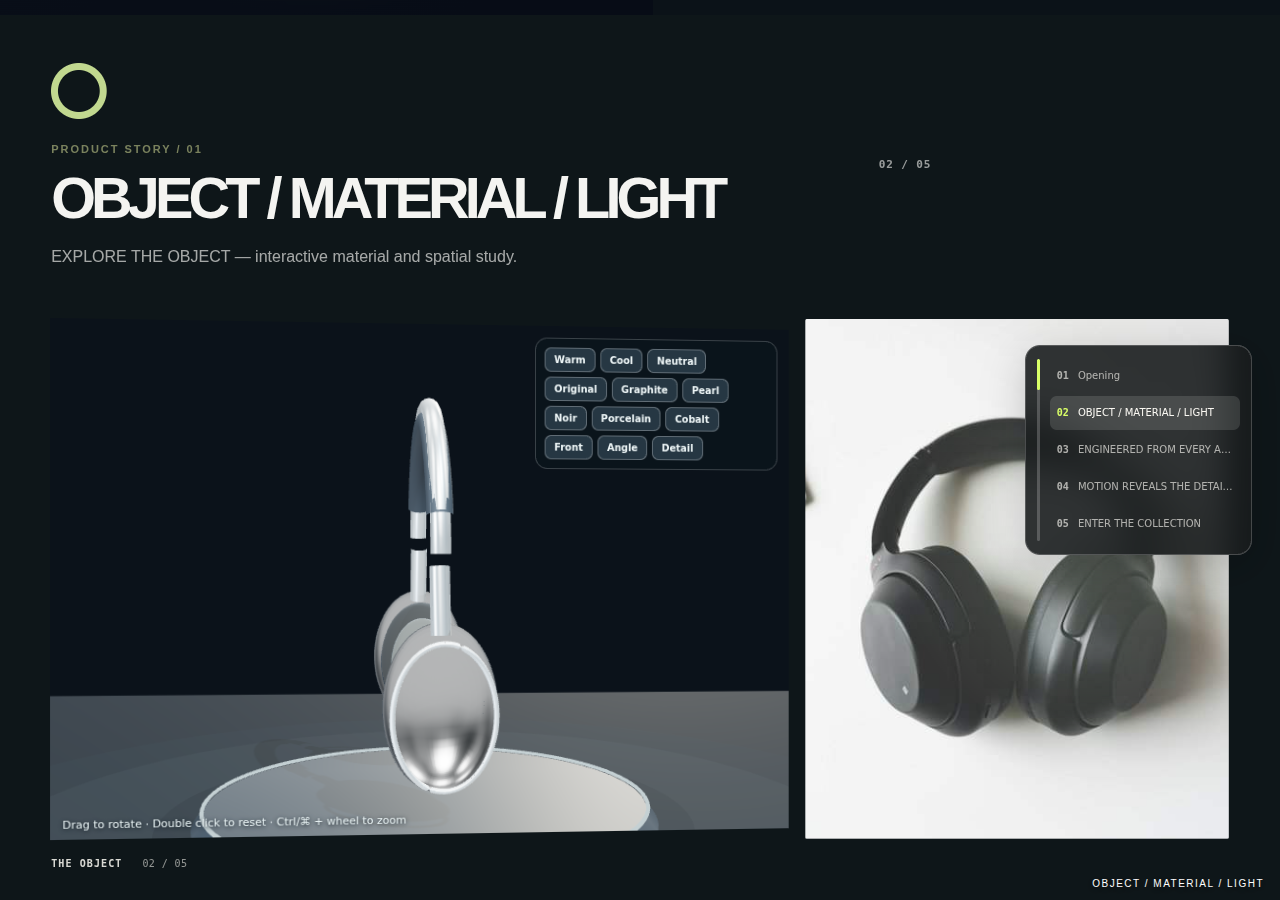 PRODUCT STORY / 01
02 / 05
OBJECT / MATERIAL / LIGHT
EXPLORE THE OBJECT — interactive material and spatial study.
Warm Cool Neutral
Original Graphite Pearl
Noir Porcelain Cobalt
Front Angle Detail
01 Opening
02 OBJECT / MATERIAL / LIGHT
03 ENGINEERED FROM EVERY A...
04 MOTION REVEALS THE DETAI...
05 ENTER THE COLLECTION
Drag to rotate · Double click to reset · Ctrl/⌘ + wheel to zoom
THE OBJECT 02 / 05
OBJECT / MATERIAL / LIGHT